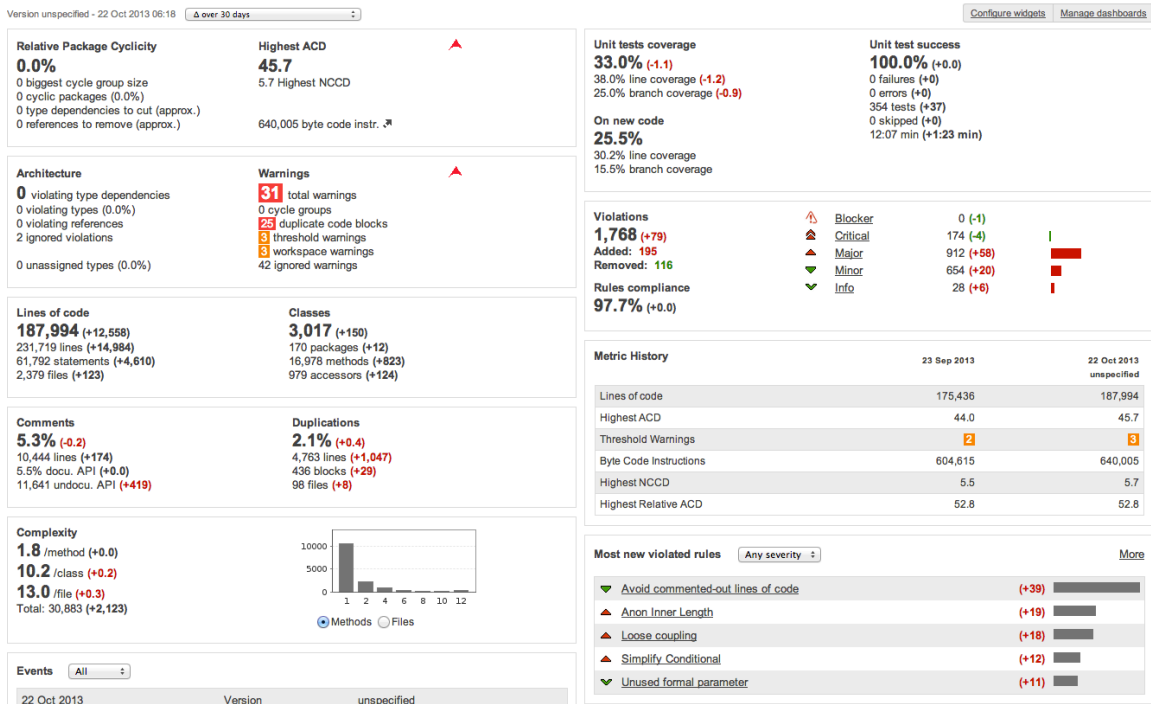 Version unspecified - 22 Oct 2013 06:18 Δ over 30 days
Configure widgets Manage dashboards
Relative Package Cyclicity
0.0%
0 biggest cycle group size
0 cyclic packages (0.0%)
0 type dependencies to cut (approx.)
0 references to remove (approx.)
Highest ACD
45.7
5.7 Highest NCCD
640,005 byte code instr.
Architecture
0 violating type dependencies
0 violating types (0.0%)
0 violating references
2 ignored violations
0 unassigned types (0.0%)
Warnings
31 total warnings
0 cycle groups
25 duplicate code blocks
3 threshold warnings
3 workspace warnings
42 ignored warnings
Lines of code
187,994 (+12,558)
231,719 lines (+14,984)
61,792 statements (+4,610)
2,379 files (+123)
Classes
3,017 (+150)
170 packages (+12)
16,978 methods (+823)
979 accessors (+124)
Comments
5.3% (-0.2)
10,444 lines (+174)
5.5% docu. API (+0.0)
11,641 undocu. API (+419)
Duplications
2.1% (+0.4)
4,763 lines (+1,047)
436 blocks (+29)
98 files (+8)
Complexity
1.8 /method (+0.0)
10.2 /class (+0.2)
13.0 /file (+0.3)
Total: 30,883 (+2,123)
10000
5000
0
1 2 4 6 8 10 12
Methods Files
Events All
22 Oct 2013 Version unspecified
Unit tests coverage
33.0% (-1.1)
38.0% line coverage (-1.2)
25.0% branch coverage (-0.9)
On new code
25.5%
30.2% line coverage
15.5% branch coverage
Unit test success
100.0% (+0.0)
0 failures (+0)
0 errors (+0)
354 tests (+37)
0 skipped (+0)
12:07 min (+1:23 min)
Violations
1,768 (+79)
Added: 195
Removed: 116
Rules compliance
97.7% (+0.0)
Blocker 0 (-1)
Critical 174 (-4)
Major 912 (+58)
Minor 654 (+20)
Info 28 (+6)
Metric History 23 Sep 2013 22 Oct 2013
unspecified
Lines of code 175,436 187,994
Highest ACD 44.0 45.7
Threshold Warnings 2 3
Byte Code Instructions 604,615 640,005
Highest NCCD 5.5 5.7
Highest Relative ACD 52.8 52.8
Most new violated rules Any severity More
Avoid commented-out lines of code (+39)
Anon Inner Length (+19)
Loose coupling (+18)
Simplify Conditional (+12)
Unused formal parameter (+11)